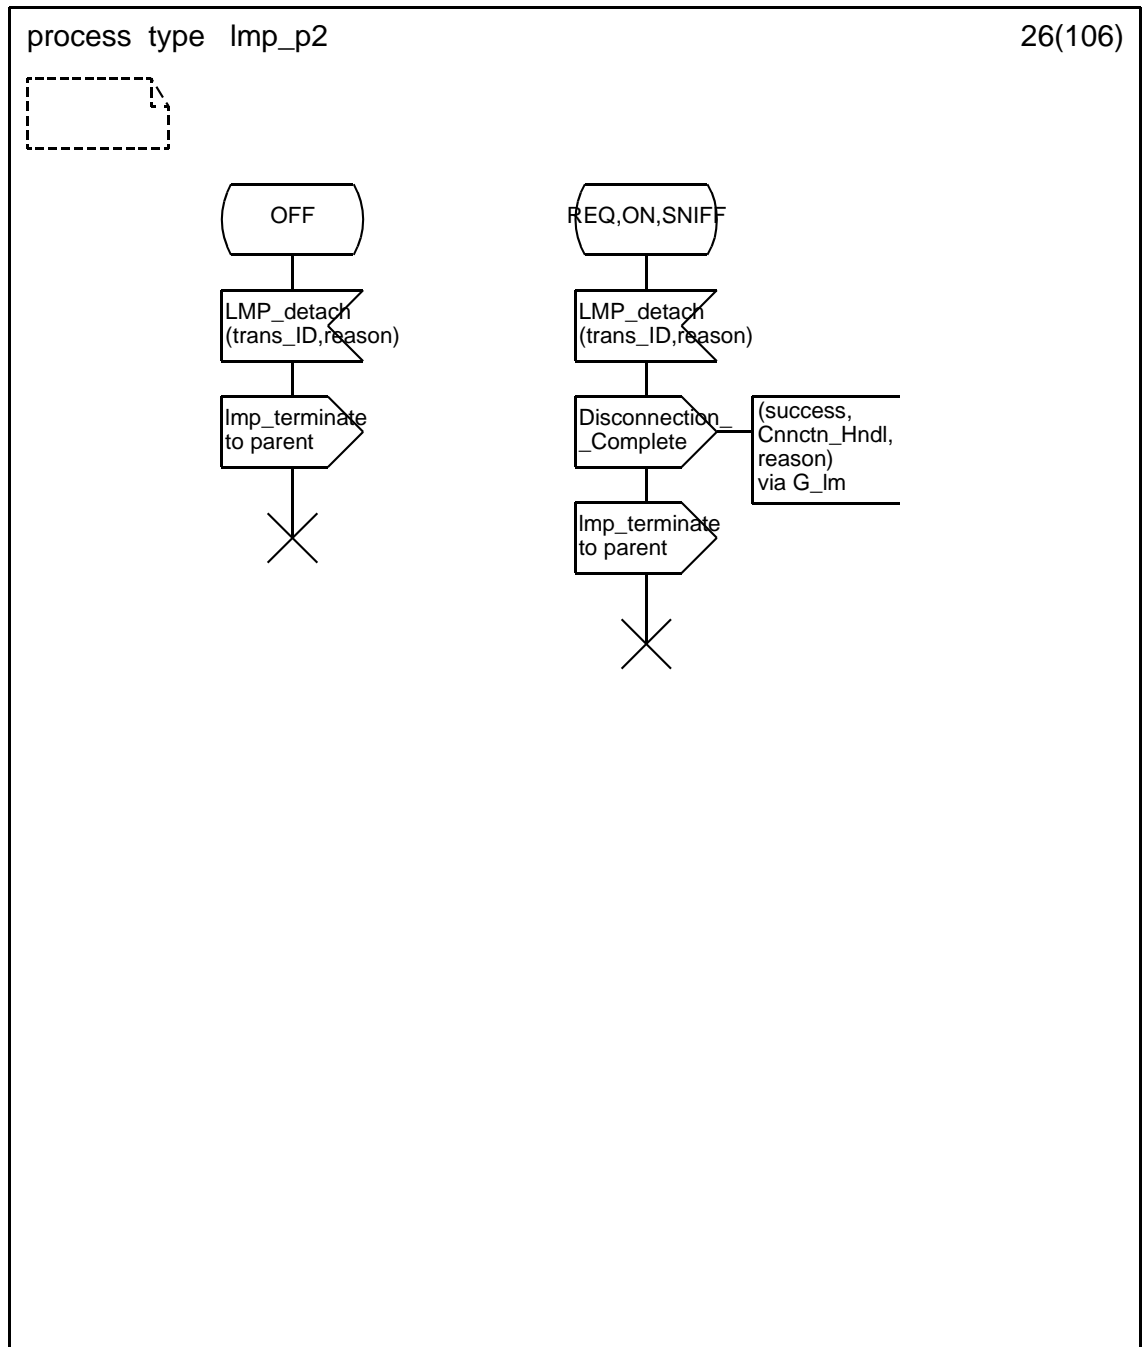 process type lmp_p2
26(106)
OFF
LMP_detach
(trans_ID,reason)
lmp_terminate
to parent
REQ,ON,SNIFF
LMP_detach
(trans_ID,reason)
Disconnection_
_Complete
(success,
Cnnctn_Hndl,
reason)
via G_lm
lmp_terminate
to parent